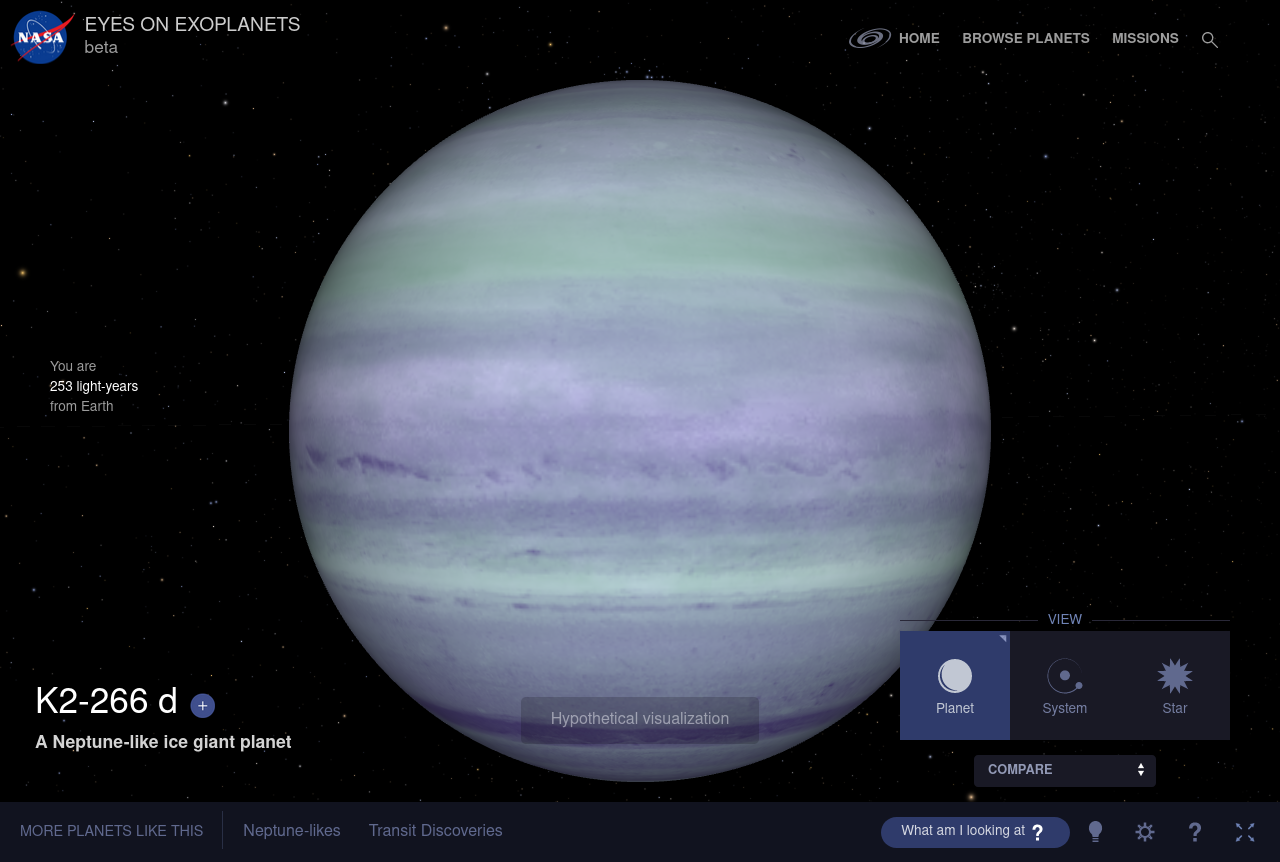 NASA
EYES ON EXOPLANETS
beta
HOME BROWSE PLANETS MISSIONS
You are
253 light-years
from Earth
VIEW
Planet System Star
K2-266 d +
A Neptune-like ice giant planet
Hypothetical visualization
COMPARE
MORE PLANETS LIKE THIS Neptune-likes Transit Discoveries
What am I looking at ? ?